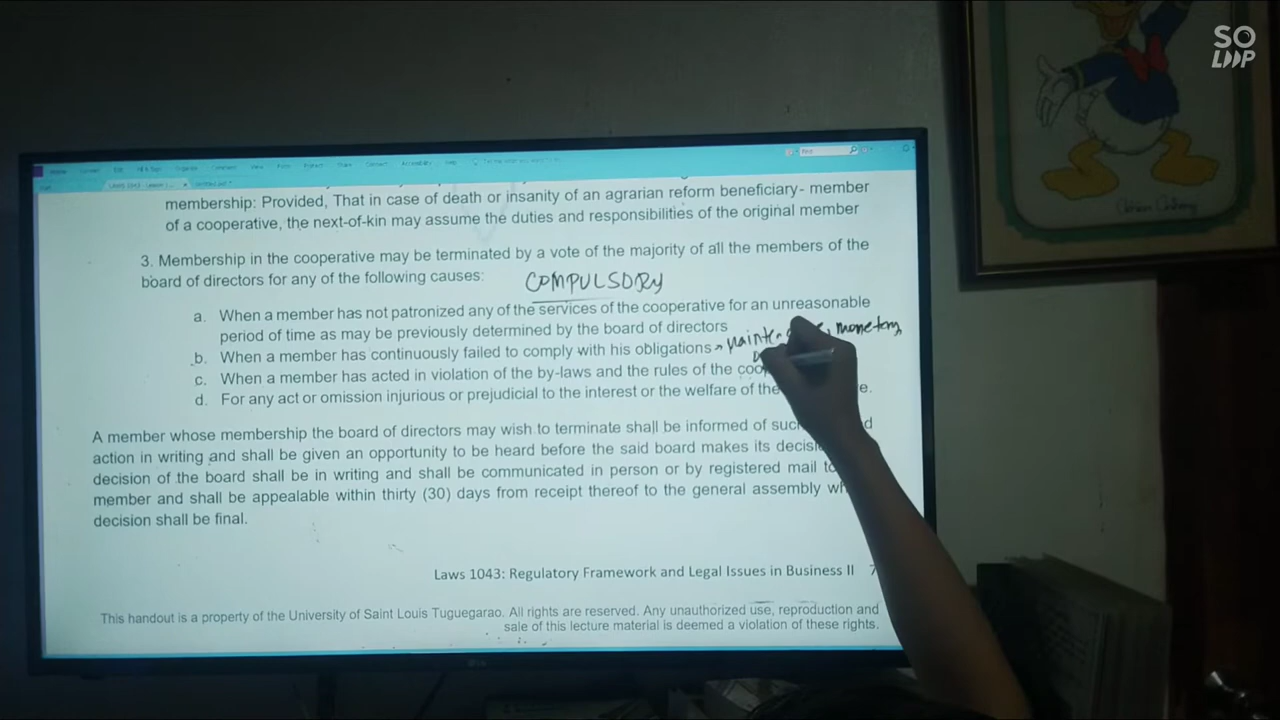 SO
LOOP
membership: Provided, That in case of death or insanity of an agrarian reform beneficiary- member
of a cooperative, the next-of-kin may assume the duties and responsibilities of the original member
3. Membership in the cooperative may be terminated by a vote of the majority of all the members of the
board of directors for any of the following causes: COMPULSORY
a. When a member has not patronized any of the services of the cooperative for an unreasonable
period of time as may be previously determined by the board of directors
b. When a member has continuously failed to comply with his obligations monetary,
c. When a member has acted in violation of the by-laws and the rules of the
d. For any act or omission injurious or prejudicial to the interest or the welfare of the
A member whose membership the board of directors may wish to terminate shall be informed of
action in writing and shall be given an opportunity to be heard before the said board makes its
decision of the board shall be in writing and shall be communicated in person or by registered mail
member and shall be appealable within thirty (30) days from receipt thereof to the general assembly
decision shall be final.
Laws 1043: Regulatory Framework and Legal Issues in Business II 7
This handout is a property of the University of Saint Louis Tuguegarao. All rights are reserved. Any unauthorized use, reproduction and
sale of this lecture material is deemed a violation of these rights.
LG